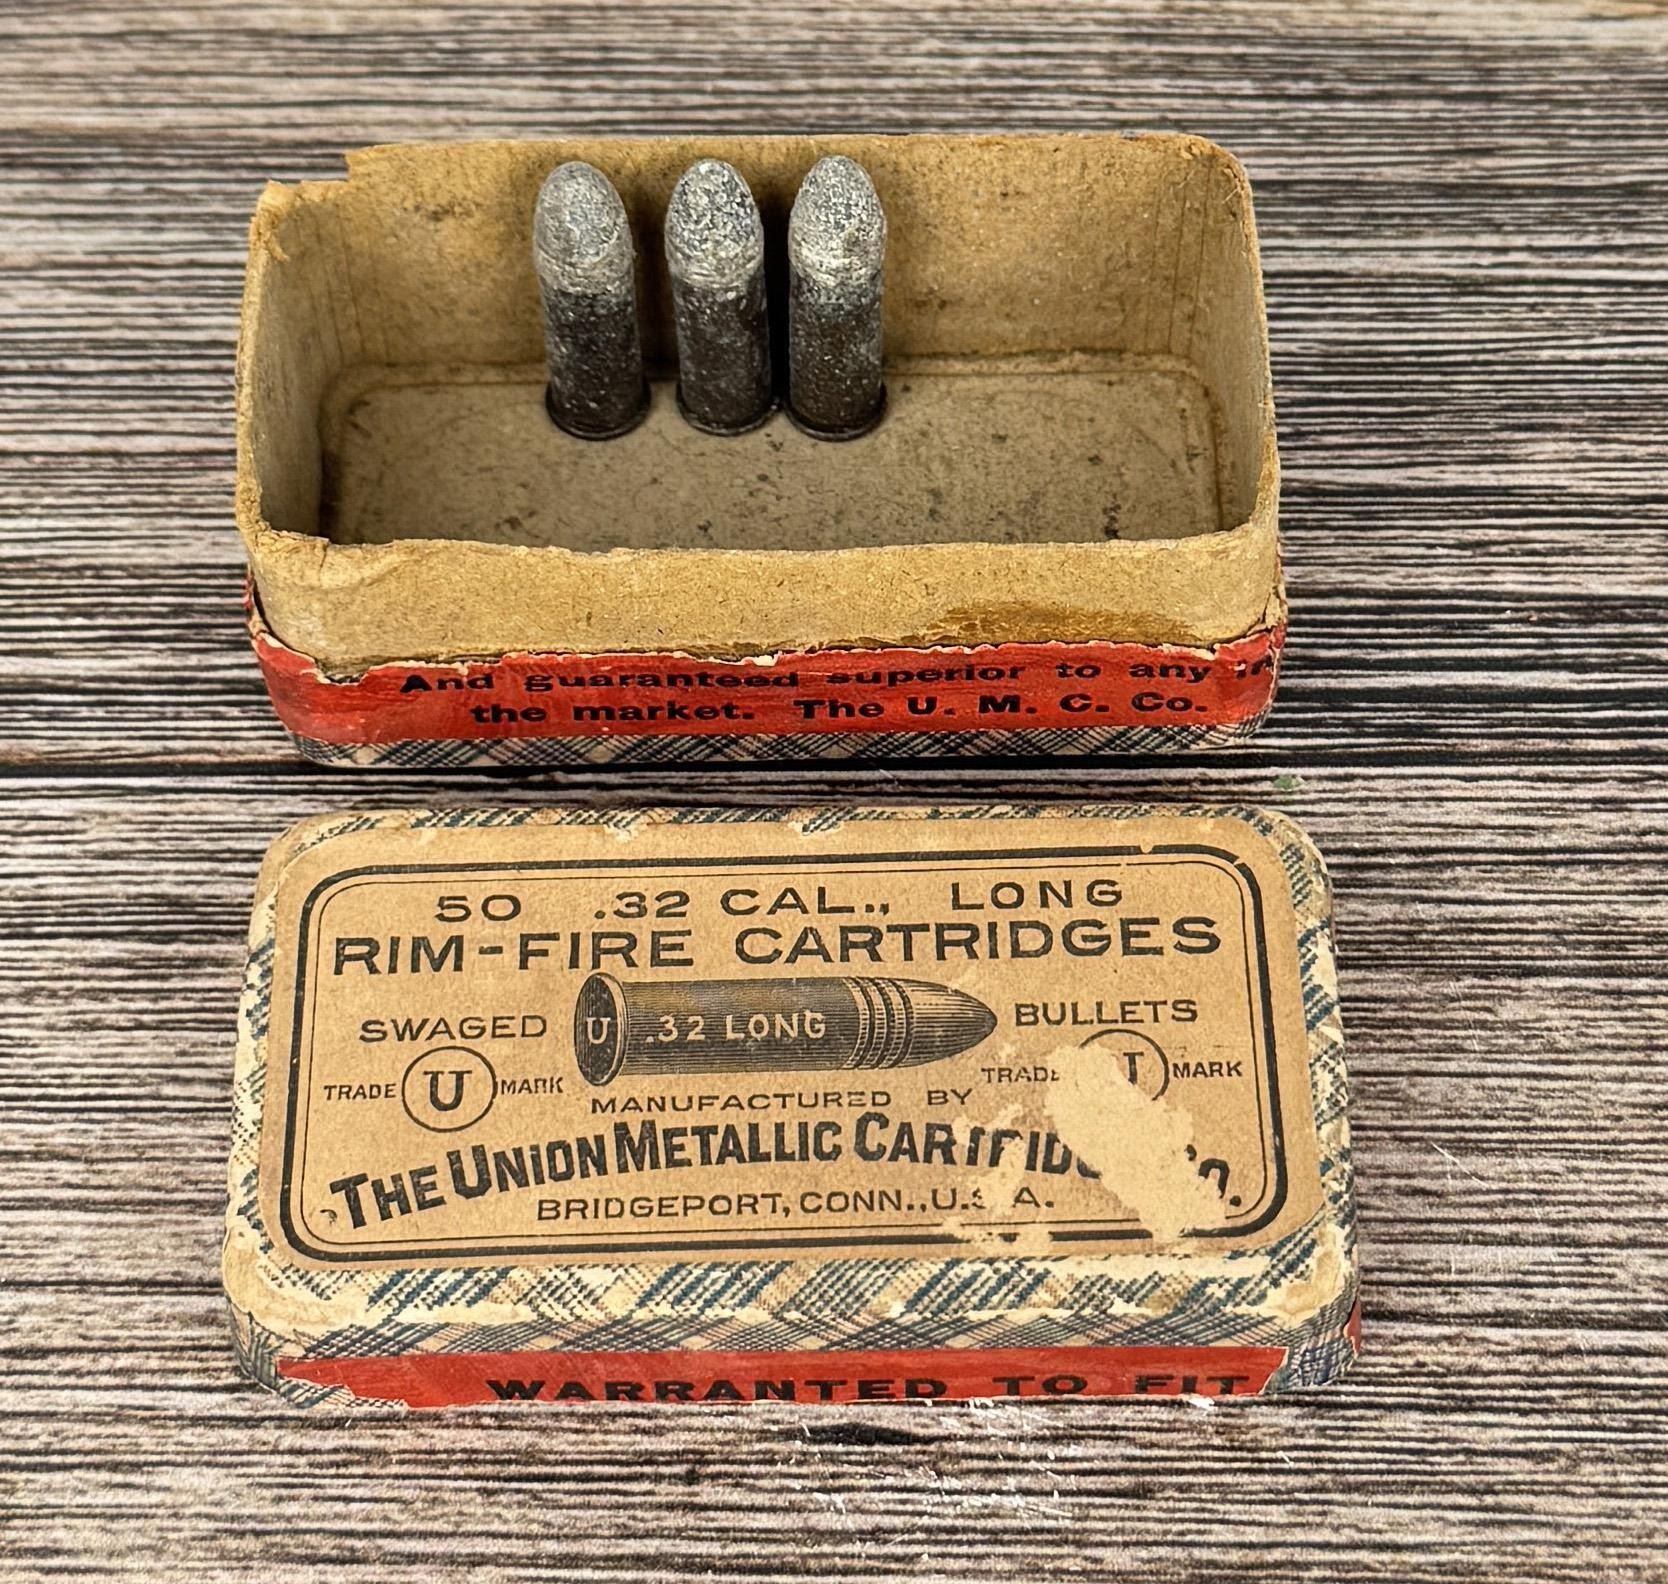 And guaranteed superior to any in
the market. The U. M. C. Co.
50 .32 CAL., LONG
RIM-FIRE CARTRIDGES
SWAGED U .32 LONG BULLETS
TRADE U MARK TRADE MARK
MANUFACTURED BY
THE UNION METALLIC
BRIDGEPORT, CONN., U.S.A.
WARRANTED TO FIT